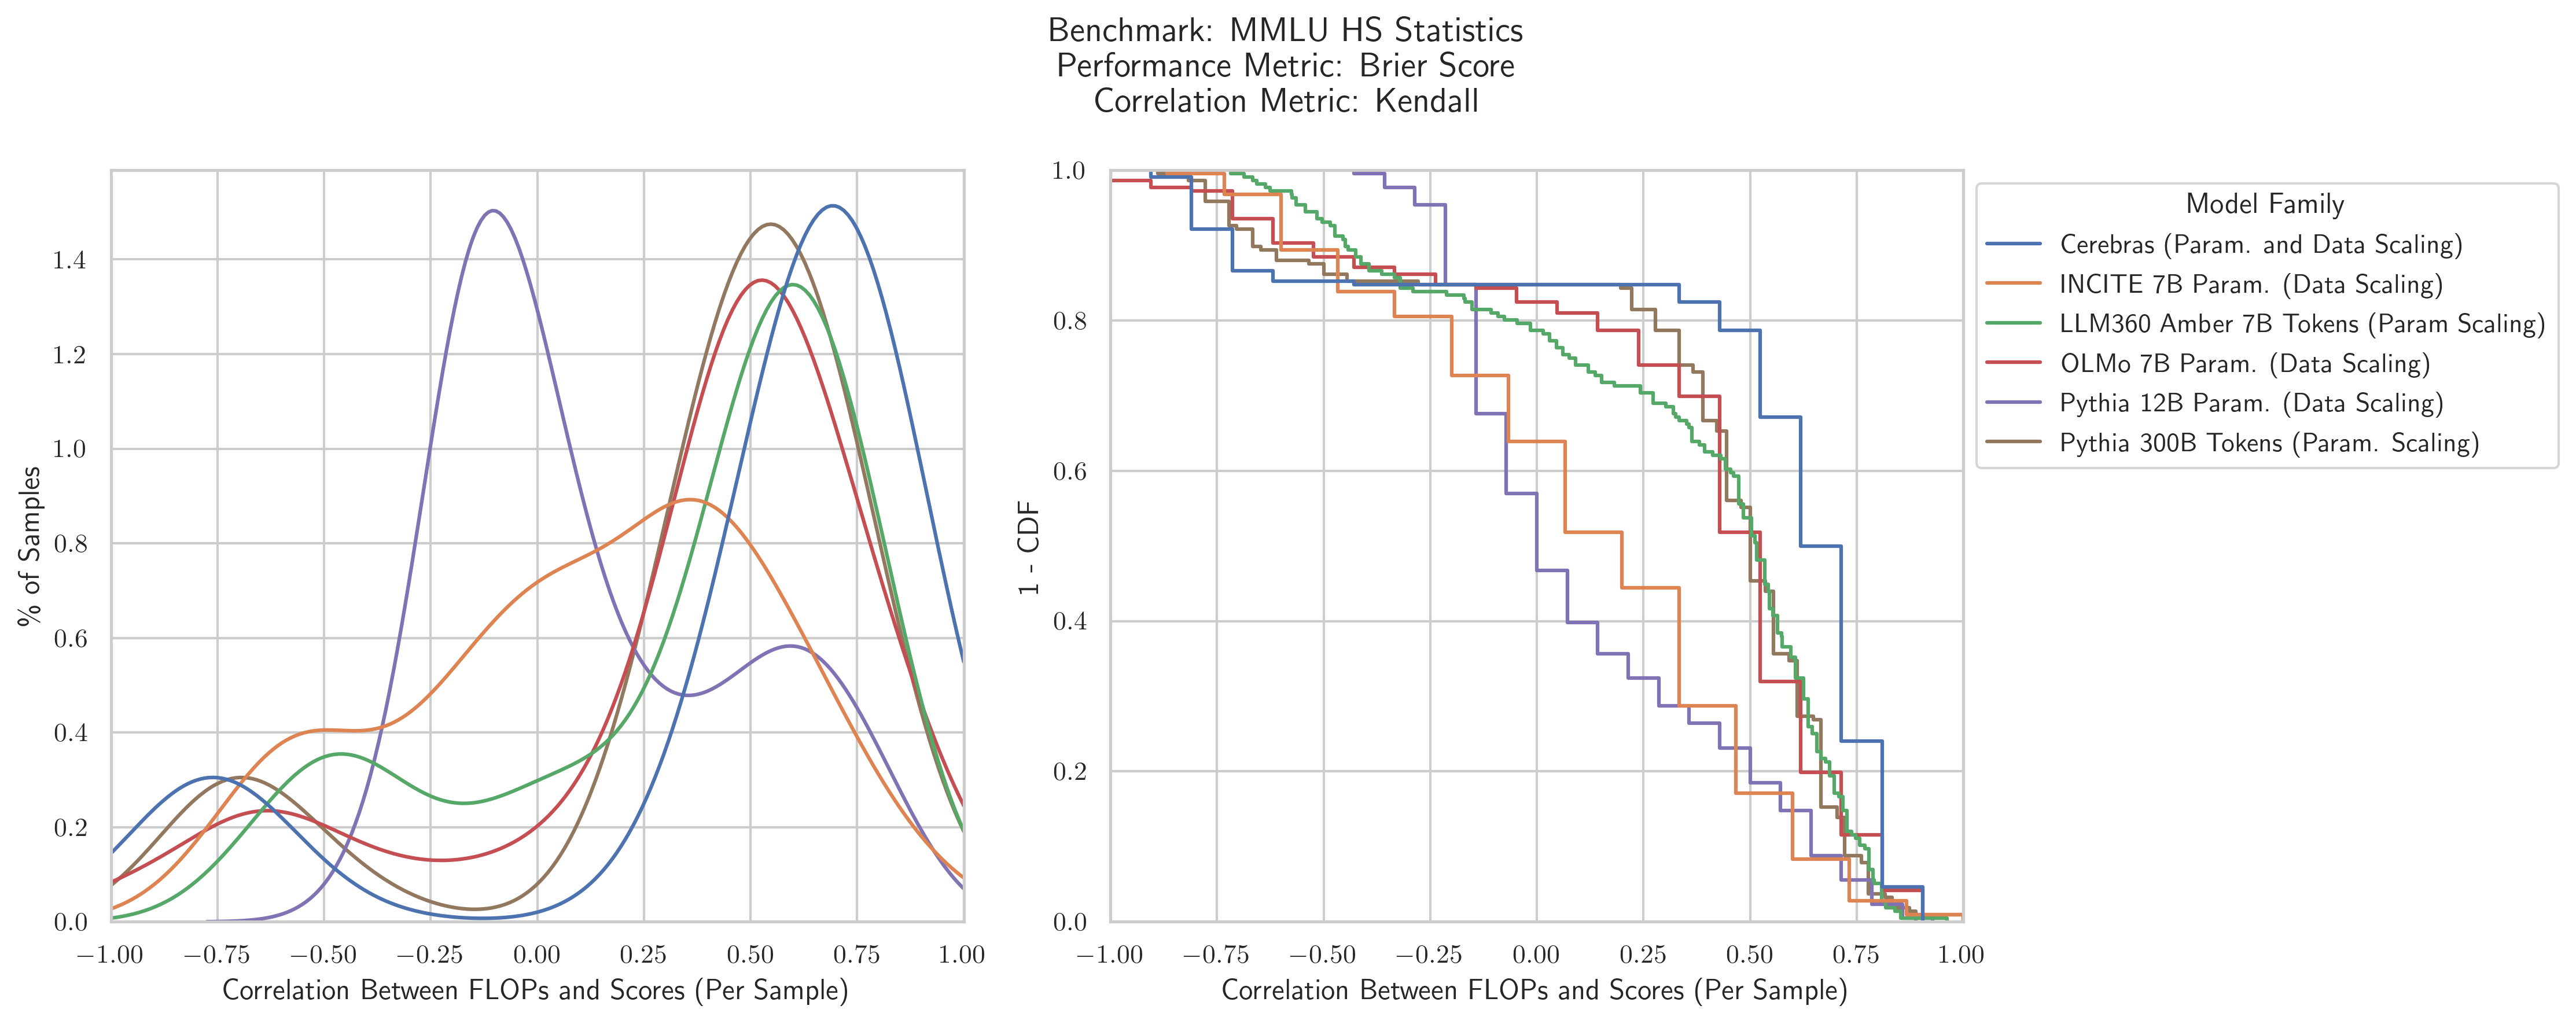 Benchmark: MMLU HS Statistics
Performance Metric: Brier Score
Correlation Metric: Kendall
% of Samples
1.4
1.2
1.0
0.8
0.6
0.4
0.2
0.0
−1.00 −0.75 −0.50 −0.25 0.00 0.25 0.50 0.75 1.00
Correlation Between FLOPs and Scores (Per Sample)
1 - CDF
1.0
0.8
0.6
0.4
0.2
0.0
−1.00 −0.75 −0.50 −0.25 0.00 0.25 0.50 0.75 1.00
Correlation Between FLOPs and Scores (Per Sample)
Model Family
Cerebras (Param. and Data Scaling)
INCITE 7B Param. (Data Scaling)
LLM360 Amber 7B Tokens (Param Scaling)
OLMo 7B Param. (Data Scaling)
Pythia 12B Param. (Data Scaling)
Pythia 300B Tokens (Param. Scaling)